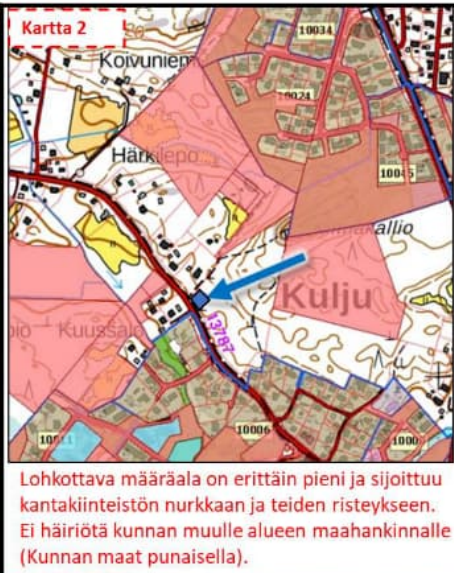 Kartta 2
10034
Koivuniem
10024
Härkilepo
10045
allio
Kulju
13787
Kuussalo
10006
Lohkottava määräala on erittäin pieni ja sijoittuu
kantakiinteistön nurkkaan ja teiden risteykseen.
Ei häiriötä kunnan muulle alueen maahankinnalle
(Kunnan maat punaisella).